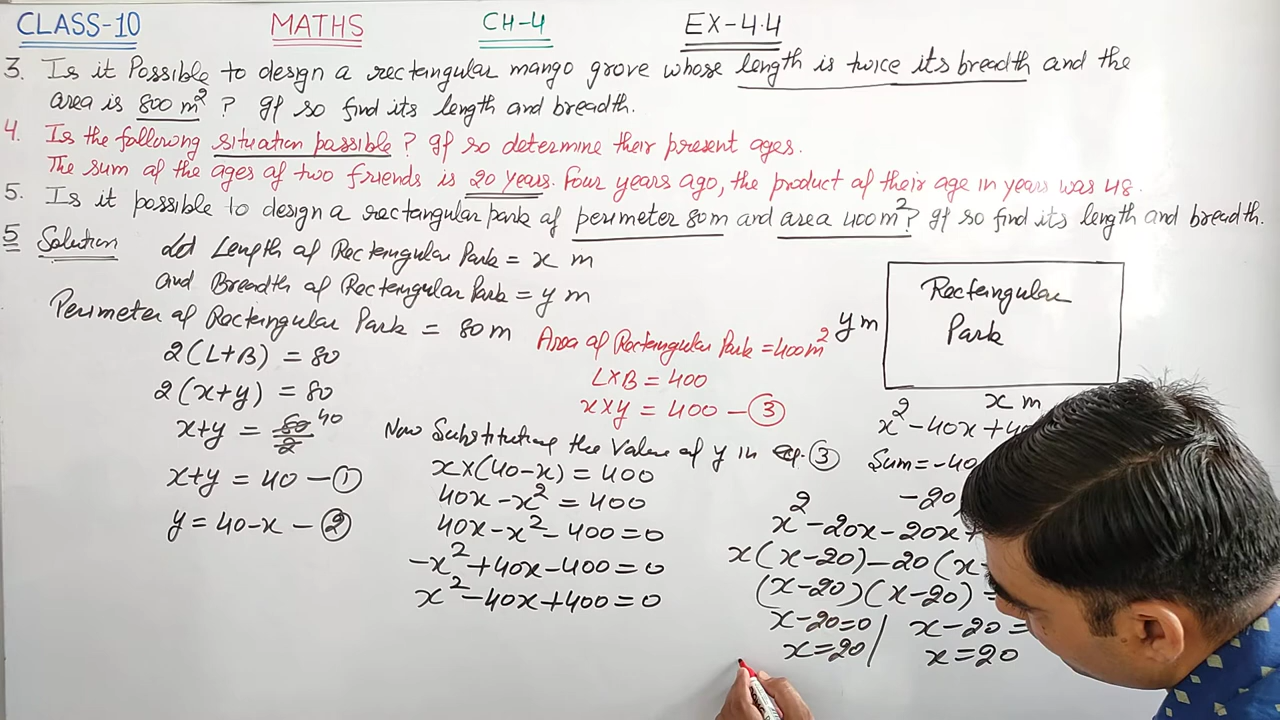 CLASS-10 MATHS CH-4 EX-4.4
3. Is it Possible to design a rectangular mango grove whose length is twice its breadth and the
area is 800 m² ? If so find its length and breadth.
4. Is the following situation possible ? If so determine their present ages.
The sum of the ages of two friends is 20 years. Four years ago, the product of their age in years was 48.
5. Is it possible to design a rectangular park of perimeter 80m and area 400m² ? If so find its length and breadth.
5 Solution Let Length of Rectangular Park = x m
and Breadth of Rectangular Park = y m
Perimeter of Rectangular Park = 80 m
2(L+B) = 80
2(x+y) = 80
x+y = 80/2 40
x+y = 40 - ①
y = 40-x - ②
Area of Rectangular Park = 400m²
L×B = 400
x×y = 400 - ③
Now Substituting the Value of y in eq. ③
x×(40-x) = 400
40x-x² = 400
40x-x²-400=0
-x²+40x-400=0
x²-40x+400=0
Rectangular
Park
y m
x m
x²-40x+40
Sum=-40
-20
x²-20x-20x+
x(x-20)-20(x-
(x-20)(x-20)=
x-20=0 / x-20=
x=20 / x=20